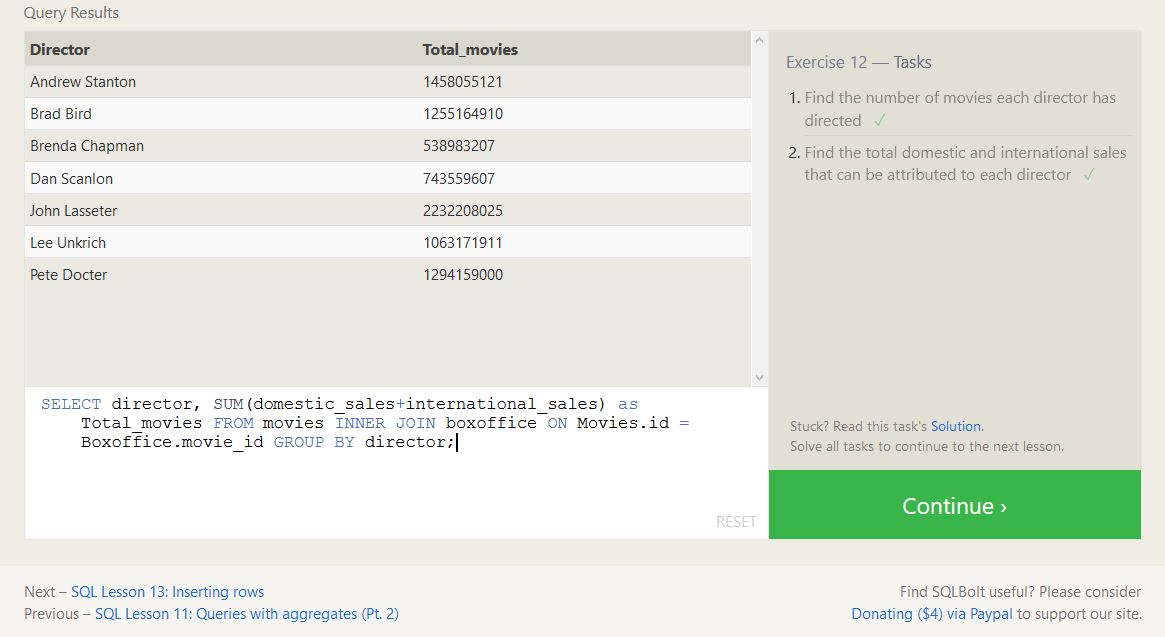 Query Results
Director Total_movies
Andrew Stanton 1458055121
Brad Bird 1255164910
Brenda Chapman 538983207
Dan Scanlon 743559607
John Lasseter 2232208025
Lee Unkrich 1063171911
Pete Docter 1294159000
SELECT director, SUM(domestic_sales+international_sales) as
Total_movies FROM movies INNER JOIN boxoffice ON Movies.id =
Boxoffice.movie_id GROUP BY director;
RESET
Exercise 12 — Tasks
1. Find the number of movies each director has
directed ✓
2. Find the total domestic and international sales
that can be attributed to each director ✓
Stuck? Read this task's Solution.
Solve all tasks to continue to the next lesson.
Continue ›
Next – SQL Lesson 13: Inserting rows
Previous – SQL Lesson 11: Queries with aggregates (Pt. 2)
Find SQLBolt useful? Please consider
Donating ($4) via Paypal to support our site.